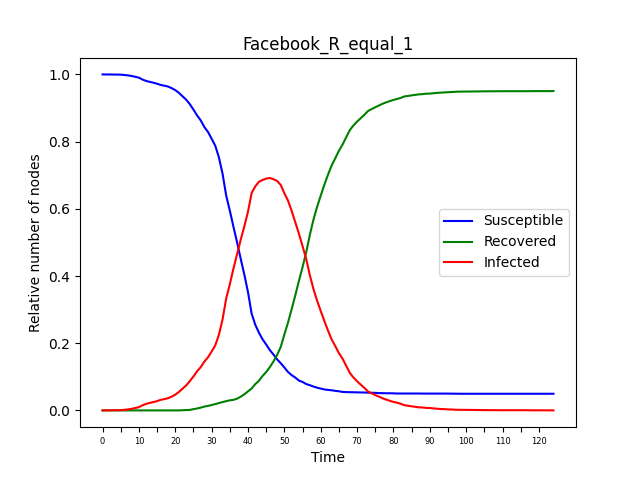 Facebook_R_equal_1
Relative number of nodes
1.0
0.8
0.6
0.4
0.2
0.0
Susceptible
Recovered
Infected
0 10 20 30 40 50 60 70 80 90 100 110 120
Time